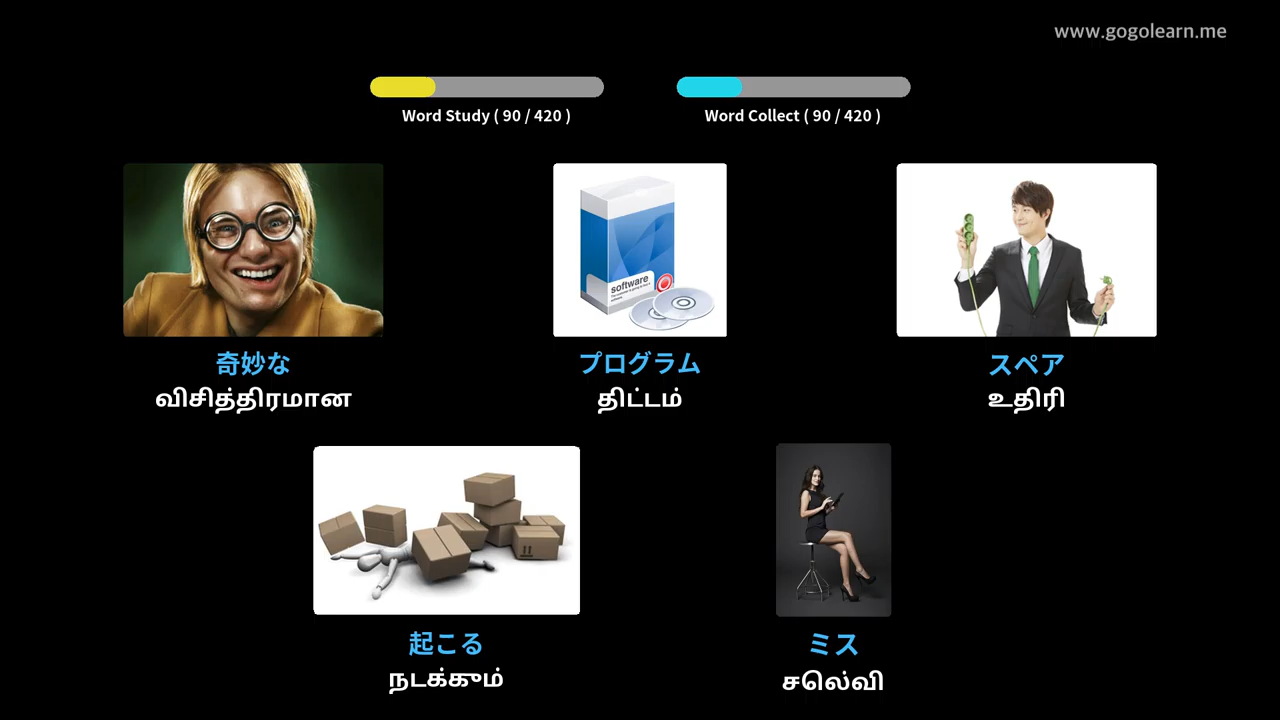 www.gogolearn.me
Word Study ( 90 / 420 )
Word Collect ( 90 / 420 )
software
奇妙な
விசித்திரமான
プログラム
திட்டம்
スペア
உதிரி
起こる
நடக்கும்
ミス
சலெ்வி